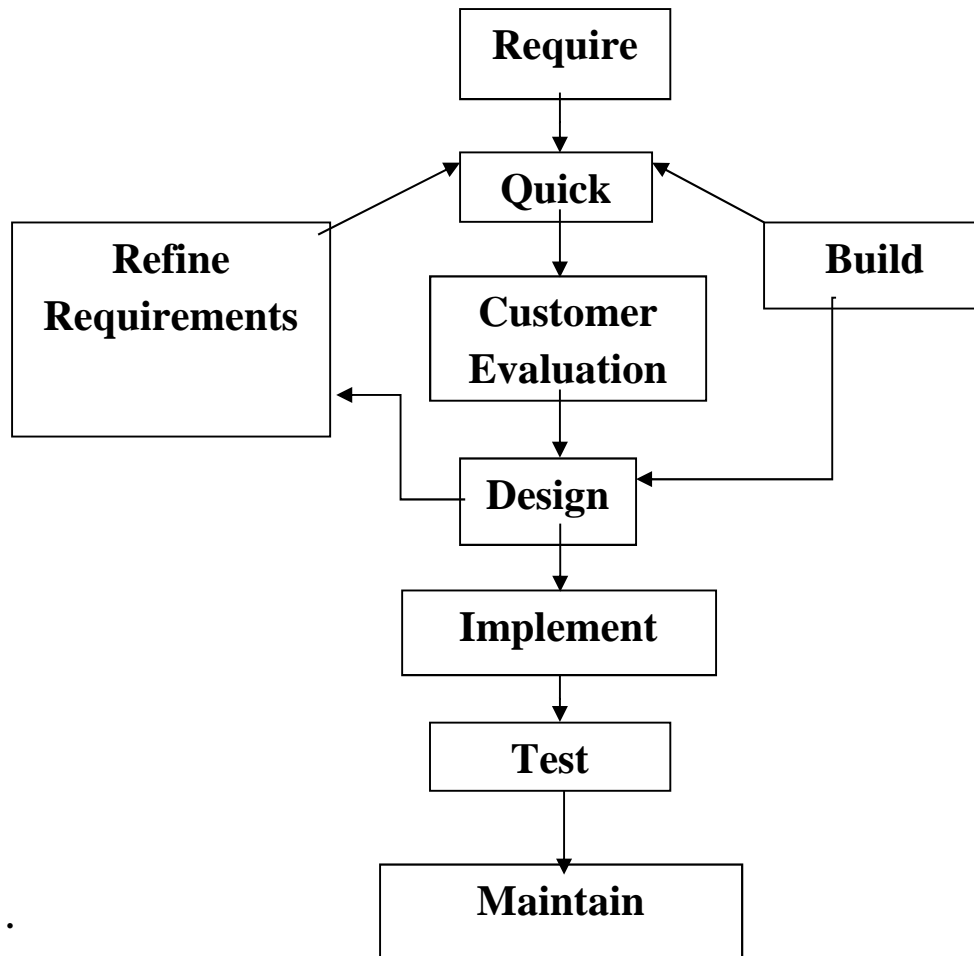 Require
Quick
Refine
Requirements
Build
Customer
Evaluation
Design
Implement
Test
Maintain
.